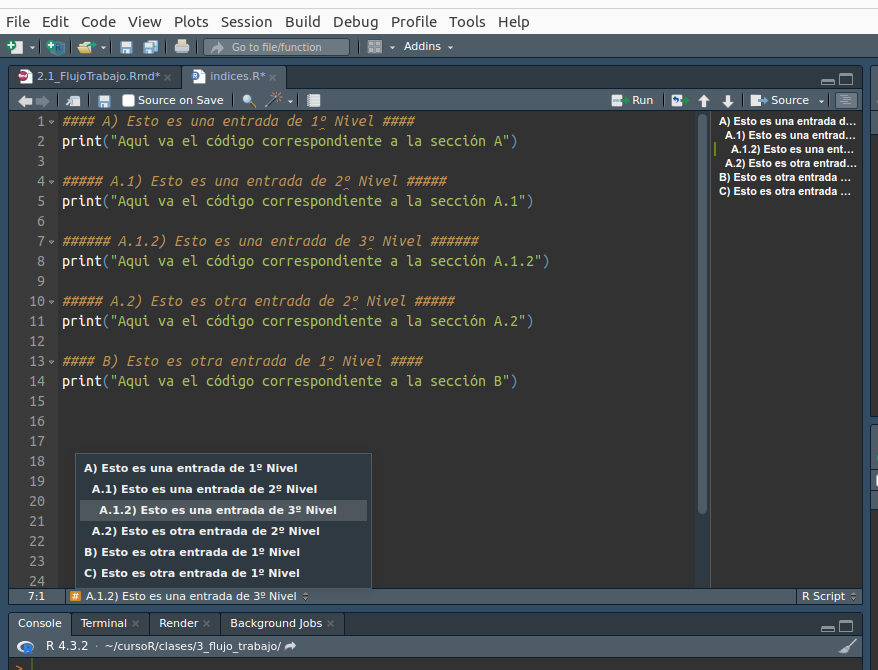 File Edit Code View Plots Session Build Debug Profile Tools Help
Go to file/function Addins
2.1_FlujoTrabajo.Rmd* × indices.R* ×
Source on Save Run Source
1 #### A) Esto es una entrada de 1º Nivel ####
2 print("Aqui va el código correspondiente a la sección A")
3
4 ##### A.1) Esto es una entrada de 2º Nivel #####
5 print("Aqui va el código correspondiente a la sección A.1")
6
7 ###### A.1.2) Esto es una entrada de 3º Nivel ######
8 print("Aqui va el código correspondiente a la sección A.1.2")
9
10 ##### A.2) Esto es otra entrada de 2º Nivel #####
11 print("Aqui va el código correspondiente a la sección A.2")
12
13 #### B) Esto es otra entrada de 1º Nivel ####
14 print("Aqui va el código correspondiente a la sección B")
15
16
17
18
19
20
21
22
23
24
A) Esto es una entrada d...
A.1) Esto es una entrad...
A.1.2) Esto es una ent...
A.2) Esto es otra entrad...
B) Esto es otra entrada ...
C) Esto es otra entrada ...
A) Esto es una entrada de 1º Nivel
A.1) Esto es una entrada de 2º Nivel
A.1.2) Esto es una entrada de 3º Nivel
A.2) Esto es otra entrada de 2º Nivel
B) Esto es otra entrada de 1º Nivel
C) Esto es otra entrada de 1º Nivel
7:1 # A.1.2) Esto es una entrada de 3º Nivel R Script
Console Terminal × Render × Background Jobs ×
R 4.3.2 · ~/cursoR/clases/3_flujo_trabajo/
>